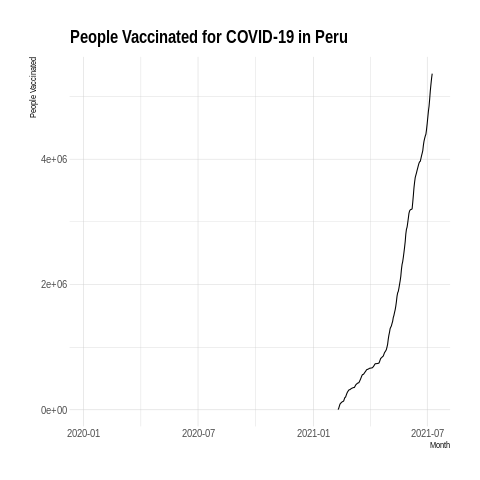 People Vaccinated for COVID-19 in Peru
People Vaccinated
4e+06
2e+06
0e+00
2020-01 2020-07 2021-01 2021-07
Month